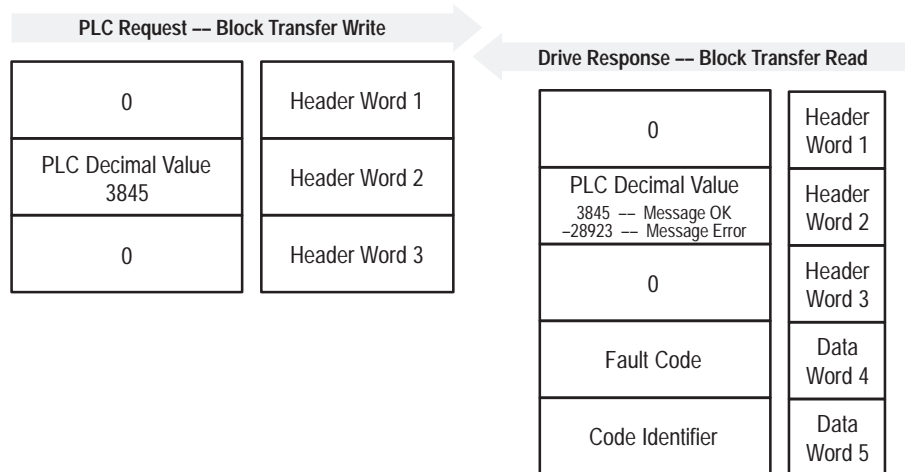 PLC Request –– Block Transfer Write
0
Header Word 1
PLC Decimal Value
3845
Header Word 2
0
Header Word 3
Drive Response –– Block Transfer Read
0
Header
Word 1
PLC Decimal Value
3845 –– Message OK
–28923 –– Message Error
Header
Word 2
0
Header
Word 3
Fault Code
Data
Word 4
Code Identifier
Data
Word 5